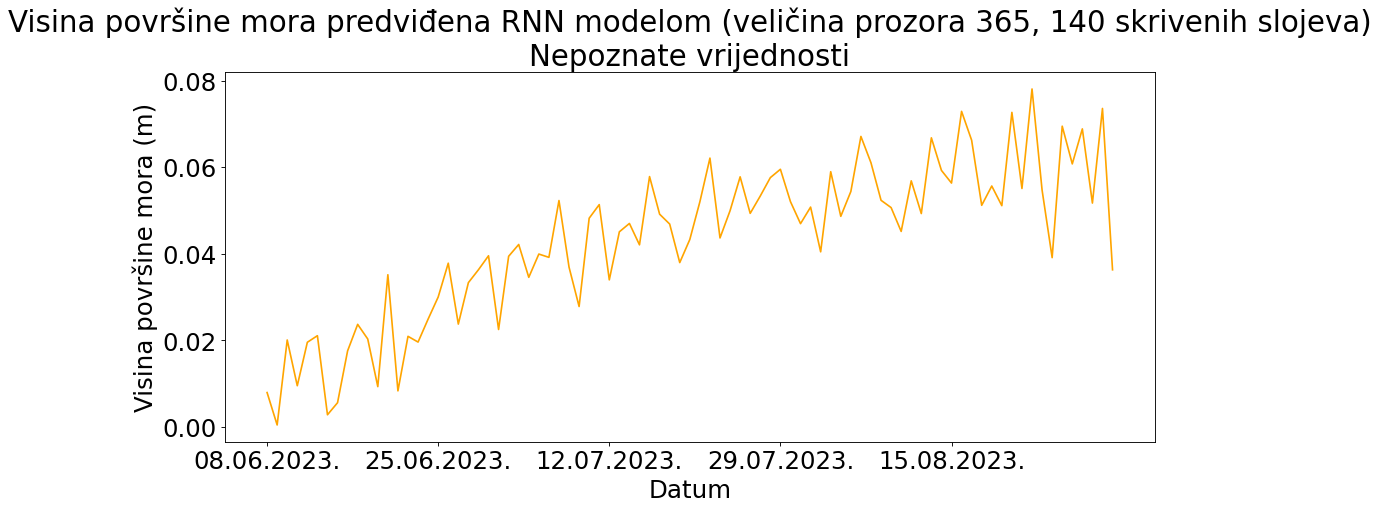 Visina površine mora predviđena RNN modelom (veličina prozora 365, 140 skrivenih slojeva)
Nepoznate vrijednosti
Visina površine mora (m)
0.08
0.06
0.04
0.02
0.00
08.06.2023. 25.06.2023. 12.07.2023. 29.07.2023. 15.08.2023.
Datum